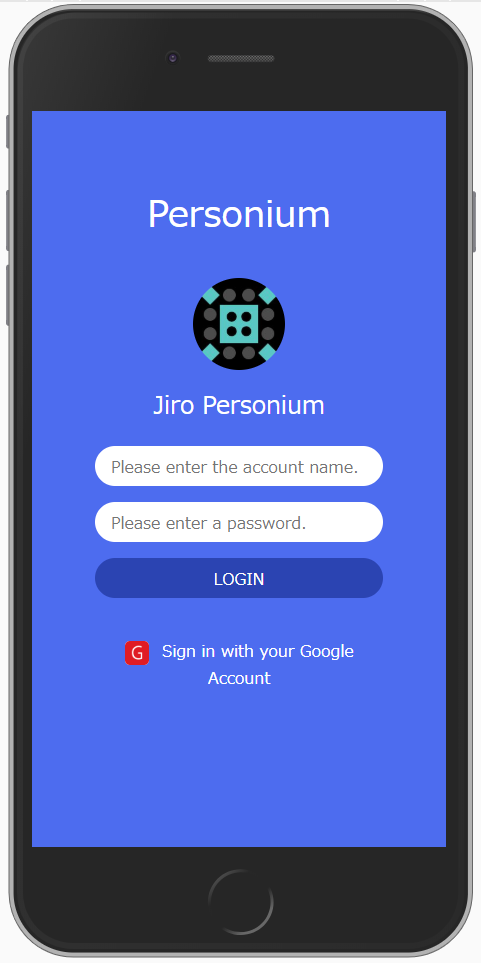 Personium
Jiro Personium
Please enter the account name.
Please enter a password.
LOGIN
G Sign in with your Google
Account